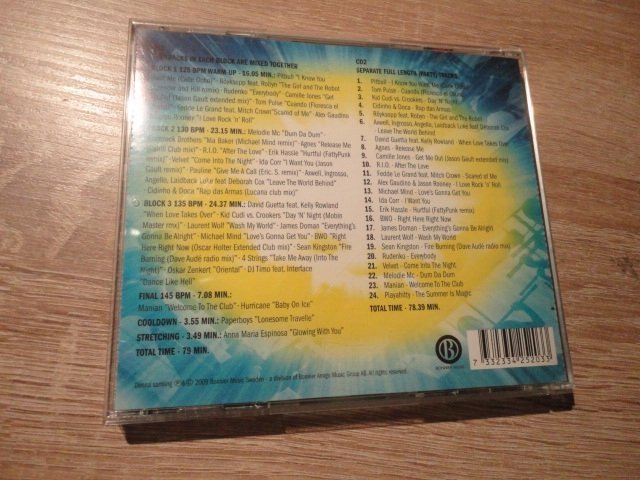 TRACKS IN EACH BLOCK ARE MIXED TOGETHER
BLOCK 1 128 BPM WARM-UP - 16.05 MIN.: Pitbull "I Know You
Want Me (Calle Ocho)" · Röyksopp feat. Robyn "The Girl and The Robot
and Hill remix)" · Rudenko "Everybody" · Camille Jones "Get
(Jason Gault extended mix)" · Tom Pulse "Cuando (Floresca el
Fedde Le Grand feat. Mitch Crown "Scared of Me" · Alex Gaudino
Rooney "I Love Rock 'n' Roll"
2 130 BPM - 23.15 MIN.: Melodie Mc "Dum Da Dum" ·
Brothers "Ma Baker (Michael Mind remix)" · Agnes "Release Me
· R.I.O. "After The Love" · Erik Hassle "Hurtful (FattyPunk
remix)" · Velvet "Come Into The Night" · Ida Corr "I Want You (Jason
Gault remix)" · Pauline "Give Me A Call (Eric. S. remix)" · Axwell, Ingrosso,
Angello, Laidback Luke feat Deborah Cox "Leave The World Behind"
Cidinho & Doca "Rap das Armas (Lucana club mix)"
BLOCK 3 135 BPM - 24.37 MIN.: David Guetta feat. Kelly Rowland
"When Love Takes Over" · Kid Cudi vs. Crookers "Day 'N' Night (Mobin
Master rmx)" · Laurent Wolf "Wash My World" · James Doman "Everything's
Gonna Be Alright" · Michael Mind "Love's Gonna Get You" · BWO "Right
Here Right Now (Oscar Holter Extended Club mix)" · Sean Kingston "Fire
Burning (Dave Audé radio mix)" · 4 Strings "Take Me Away (Into The
Night)" · Oskar Zenkert "Oriental" · DJ Timo feat. Interface
"Dance Like Hell"
FINAL 145 BPM - 7.08 MIN.:
Manian "Welcome To The Club" · Hurricane "Baby On Ice"
COOLDOWN - 3.55 MIN.: Paperboys "Lonesome Traveller"
STRETCHING - 3.49 MIN.: Anna Maria Espinosa "Glowing With You"
TOTAL TIME - 79 MIN.
CD2
SEPARATE FULL LENGTH (PARTY) TRACKS
1. Pitbull - I Know You Want Me
2. Tom Pulse - Cuando (Floresca el
3. Kid Cudi vs. Crookers - Day 'N' Night
4. Cidinho & Doca - Rap das Armas
5. Röyksopp feat. Robyn - The Girl and The Robot
6. Axwell, Ingrosso, Angello, Laidback Luke feat Deborah Cox
- Leave The World Behind
7. David Guetta feat Kelly Rowland - When Love Takes Over
8. Agnes - Release Me
9. Camille Jones - Get Me Out (Jason Gault extended mix)
10. R.I.O. - After The Love
11. Fedde Le Grand feat. Mitch Crown - Scared of Me
12. Alex Gaudino & Jason Rooney - I Love Rock 'n' Roll
13. Michael Mind - Love's Gonna Get You
14. Ida Corr - I Want You
15. Erik Hassle - Hurtful (FattyPunk remix)
16. BWO - Right Here Right Now
17. James Doman - Everything's Gonna Be Alright
18. Laurent Wolf - Wash My World
19. Sean Kingston - Fire Burning (Dave Audé radio mix)
20. Rudenko - Everybody
21. Velvet - Come Into The Night
22. Melodie Mc - Dum Da Dum
23. Manian - Welcome To The Club
24. Playahitty - The Summer Is Magic
TOTAL TIME - 78.39 MIN.
B
BONNIER MUSIC
7 332334 252033
Denna samling ℗ & © 2009 Bonnier Music Sweden - a division of Bonnier Amigo Music Group AB. All rights reserved.